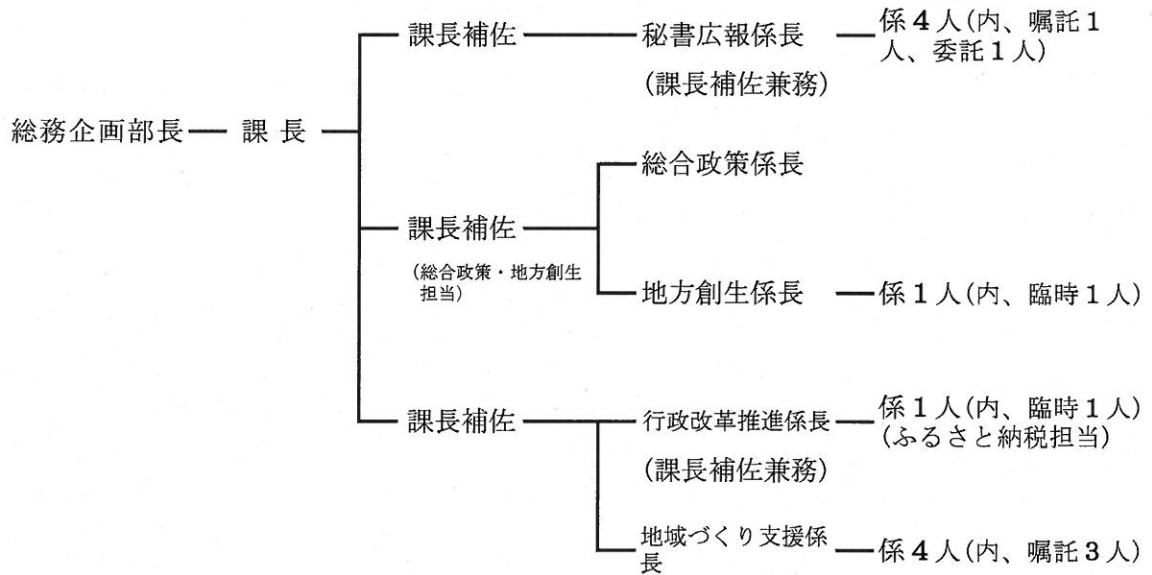 課長補佐
秘書広報係長
(課長補佐兼務)
係4人(内、嘱託1
人、委託1人)
総務企画部長
課 長
総合政策係長
課長補佐
(総合政策・地方創生
担当)
地方創生係長
係1人(内、臨時1人)
課長補佐
行政改革推進係長
(課長補佐兼務)
係1人(内、臨時1人)
(ふるさと納税担当)
地域づくり支援係
長
係4人(内、嘱託3人)